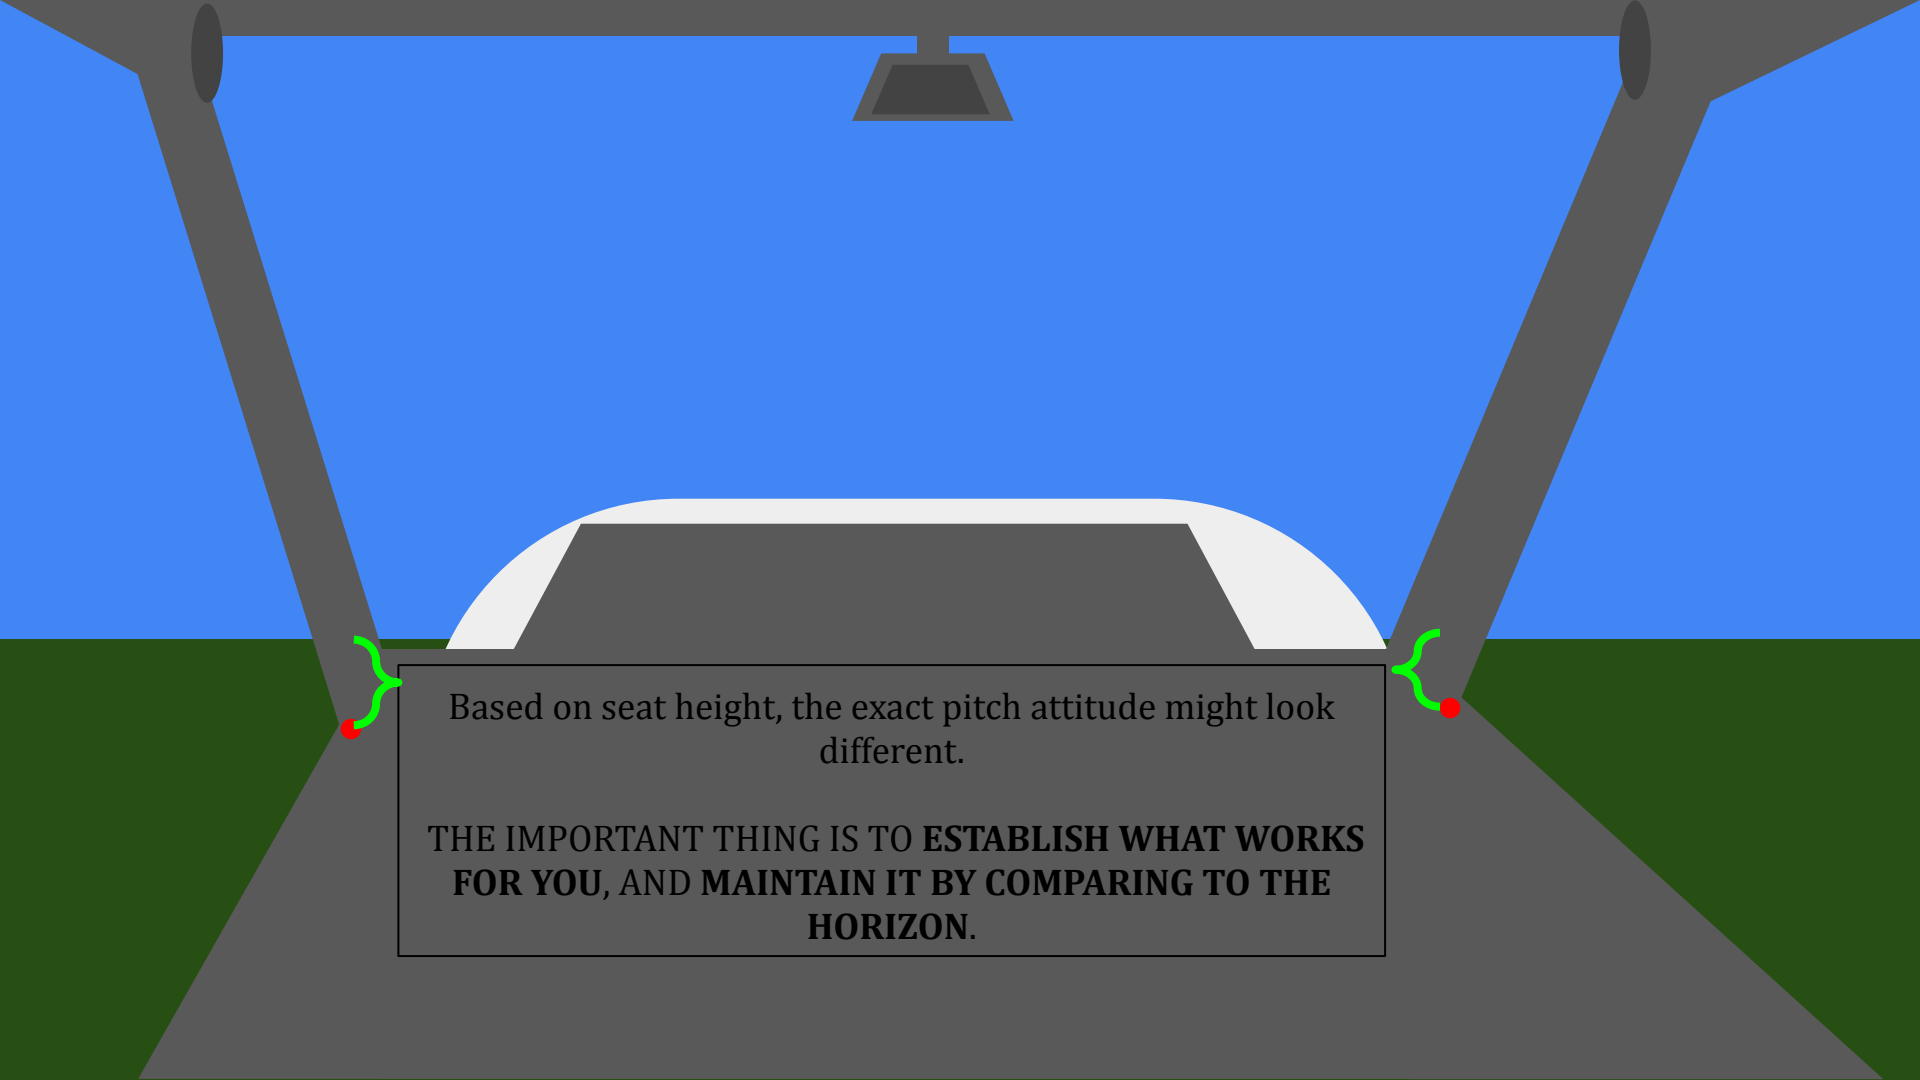 Based on seat height, the exact pitch attitude might look
different.
THE IMPORTANT THING IS TO ESTABLISH WHAT WORKS
FOR YOU, AND MAINTAIN IT BY COMPARING TO THE
HORIZON.